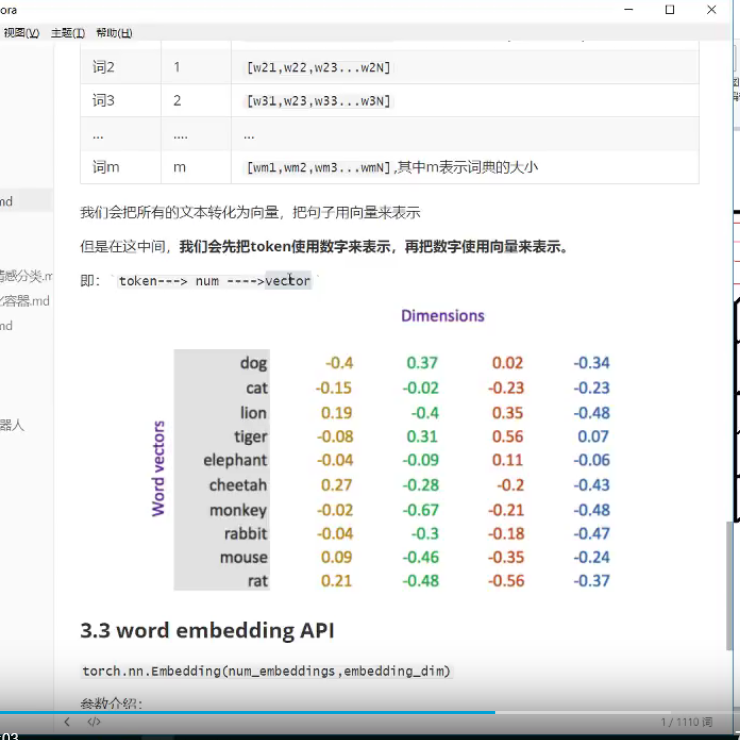 ora
视图(V) 主题(T) 帮助(H)
词2 1 [w21,w22,w23...w2N]
词3 2 [w31,w23,w33...w3N]
... .... ...
词m m [wm1,wm2,wm3...wmN],其中m表示词典的大小
nd
我们会把所有的文本转化为向量，把句子用向量来表示
但是在这中间，我们会先把token使用数字来表示，再把数字使用向量来表示。
情感分类.m
即： token---> num ---->vector
化容器.md
nd
Dimensions
dog -0.4 0.37 0.02 -0.34
cat -0.15 -0.02 -0.23 -0.23
lion 0.19 -0.4 0.35 -0.48
器人
tiger -0.08 0.31 0.56 0.07
elephant -0.04 -0.09 0.11 -0.06
Word vectors
cheetah 0.27 -0.28 -0.2 -0.43
monkey -0.02 -0.67 -0.21 -0.48
rabbit -0.04 -0.3 -0.18 -0.47
mouse 0.09 -0.46 -0.35 -0.24
rat 0.21 -0.48 -0.56 -0.37
3.3 word embedding API
torch.nn.Embedding(num_embeddings,embedding_dim)
参数介绍：
1 / 1110 词
:03